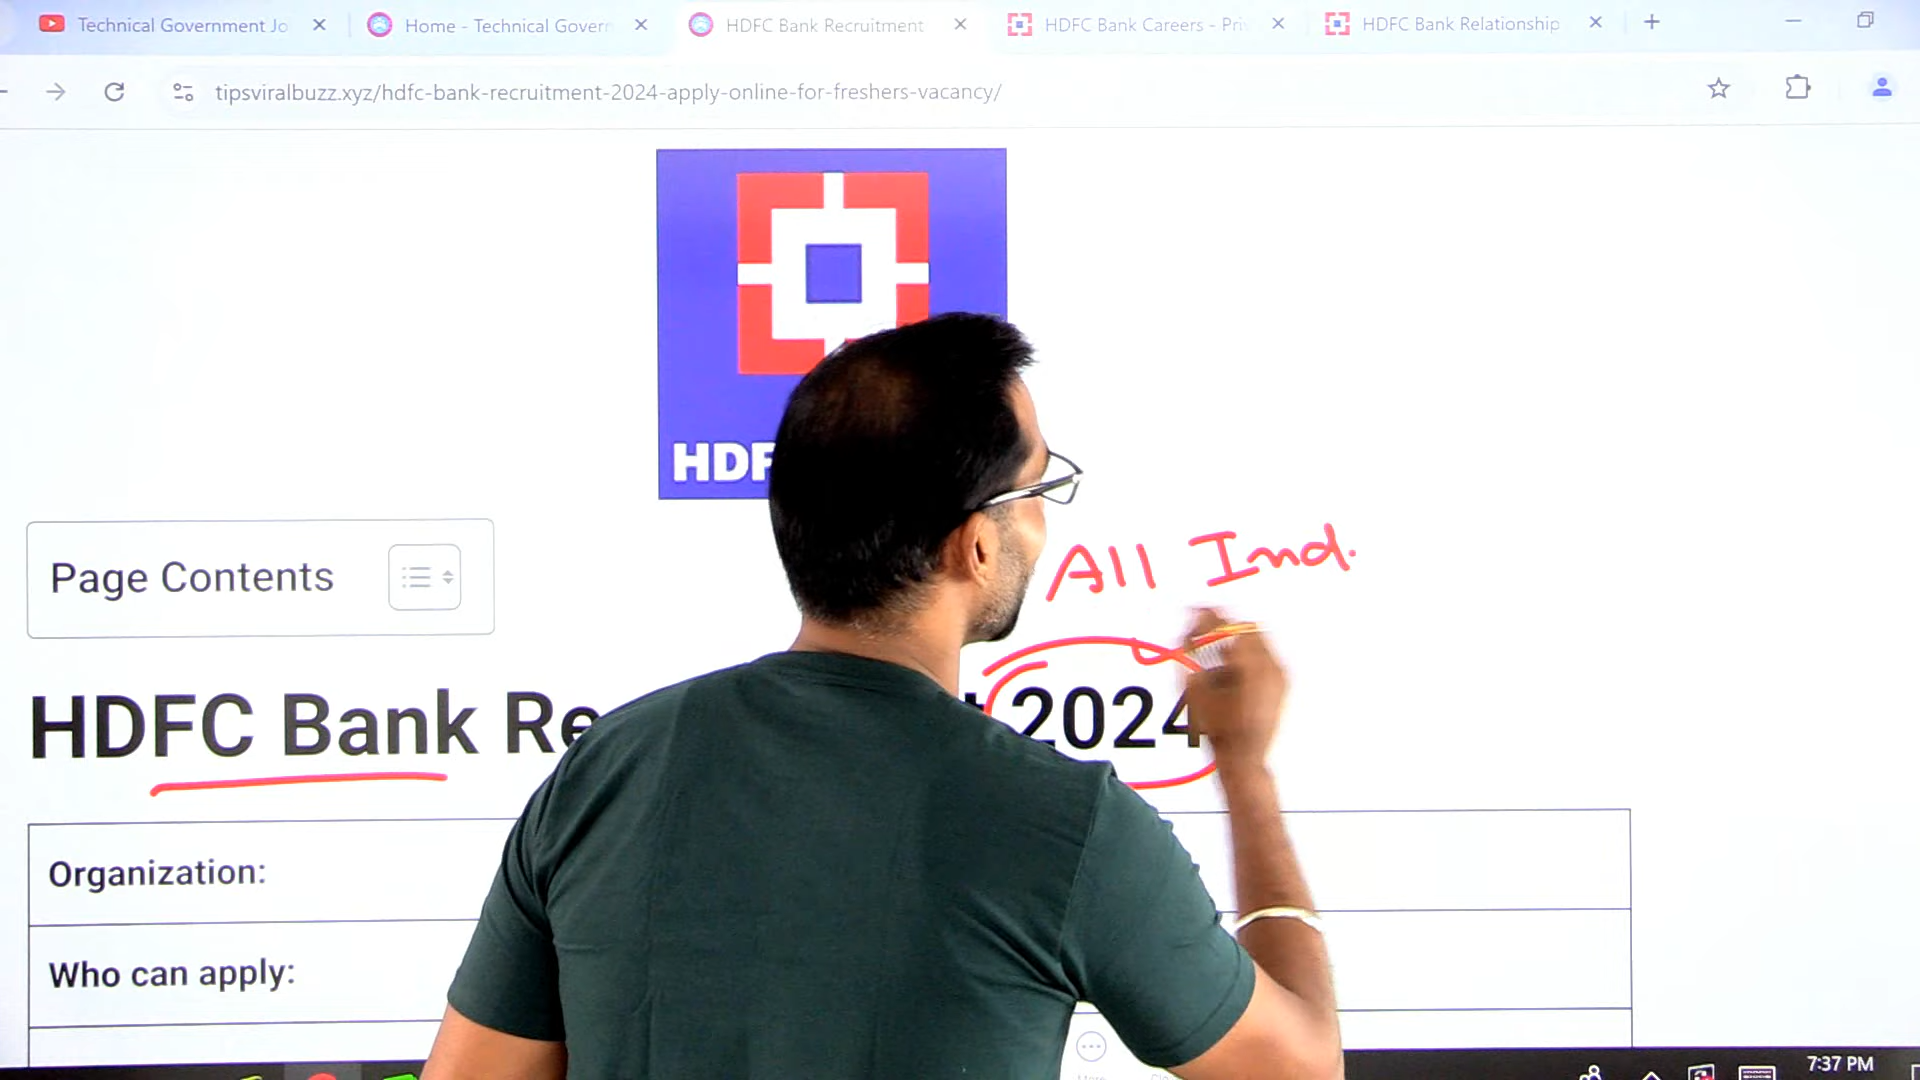 Technical Government Jo
Home - Technical Govern
HDFC Bank Recruitment
HDFC Bank Careers - Pri
HDFC Bank Relationship
tipsviralbuzz.xyz/hdfc-bank-recruitment-2024-apply-online-for-freshers-vacancy/
HDF
All Ind.
Page Contents
HDFC Bank Re 2024
Organization:
Who can apply:
7:37 PM